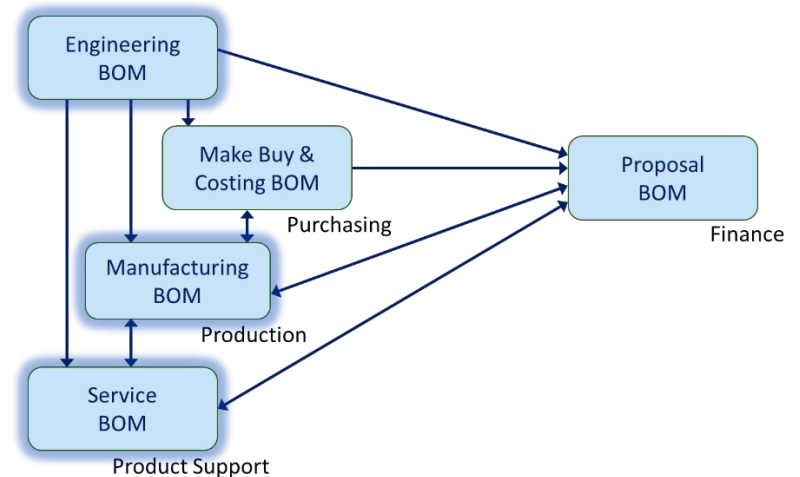 Engineering
BOM
Make Buy &
Costing BOM
Purchasing
Proposal
BOM
Finance
Manufacturing
BOM
Production
Service
BOM
Product Support